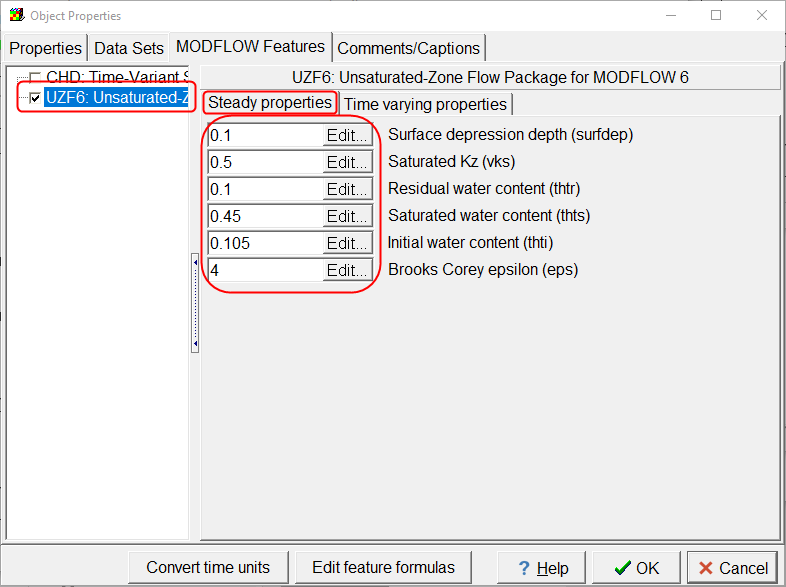 Object Properties
Properties Data Sets MODFLOW Features Comments/Captions
CHD: Time-Variant S
UZF6: Unsaturated-Z
UZF6: Unsaturated-Zone Flow Package for MODFLOW 6
Steady properties Time varying properties
0.1 Edit... Surface depression depth (surfdep)
0.5 Edit... Saturated Kz (vks)
0.1 Edit... Residual water content (thtr)
0.45 Edit... Saturated water content (thts)
0.105 Edit... Initial water content (thti)
4 Edit... Brooks Corey epsilon (eps)
Convert time units Edit feature formulas ? Help OK Cancel